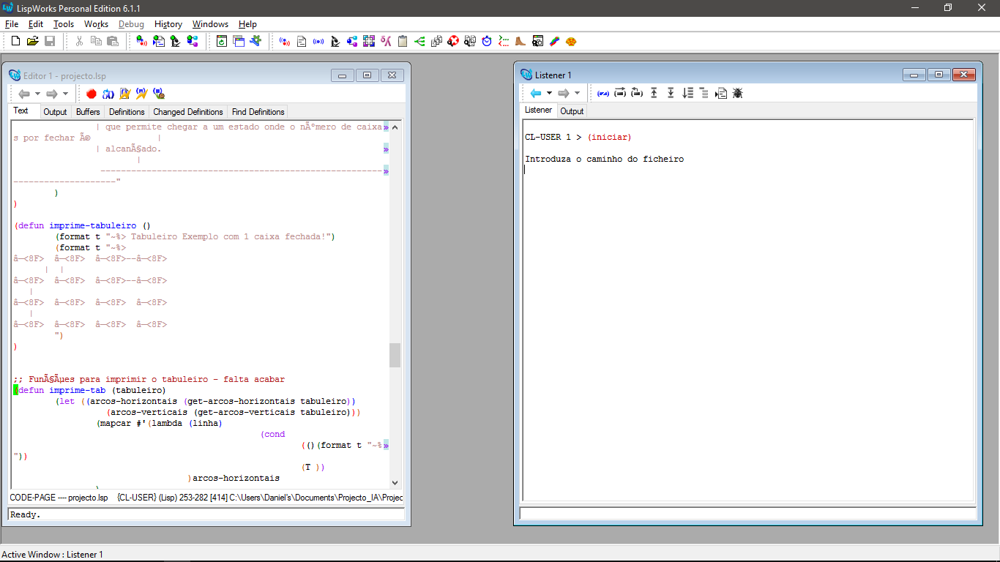 LispWorks Personal Edition 6.1.1
File Edit Tools Works Debug History Windows Help
Editor 1 - projecto.lsp
Text Output Buffers Definitions Changed Definitions Find Definitions
| que permite chegar a um estado onde o nÃºmero de caixa»
s por fechar Ã© |
| alcanÃ§ado. »
|
-------------------------------------------------------»
--------------------"
)
)
(defun imprime-tabuleiro ()
(format t "~%> Tabuleiro Exemplo com 1 caixa fechada!")
(format t "~%>
â—<8F> â—<8F> â—<8F>--â—<8F>
| |
â—<8F> â—<8F> â—<8F>--â—<8F>
|
â—<8F> â—<8F> â—<8F> â—<8F>
|
â—<8F> â—<8F> â—<8F> â—<8F>
")
)
;; FunÃ§Ãµes para imprimir o tabuleiro - falta acabar
(defun imprime-tab (tabuleiro)
(let ((arcos-horizontais (get-arcos-horizontais tabuleiro))
(arcos-verticais (get-arcos-verticais tabuleiro)))
(mapcar #'(lambda (linha)
(cond
(()(format t "~%»
"))
(T ))
)arcos-horizontais
)
CODE-PAGE ---- projecto.lsp {CL-USER} (Lisp) 253-282 [414] C:\Users\Daniel's\Documents\Projecto_IA\Projec
Ready.
Listener 1
Listener Output
CL-USER 1 > (iniciar)
Introduza o caminho do ficheiro
Active Window : Listener 1